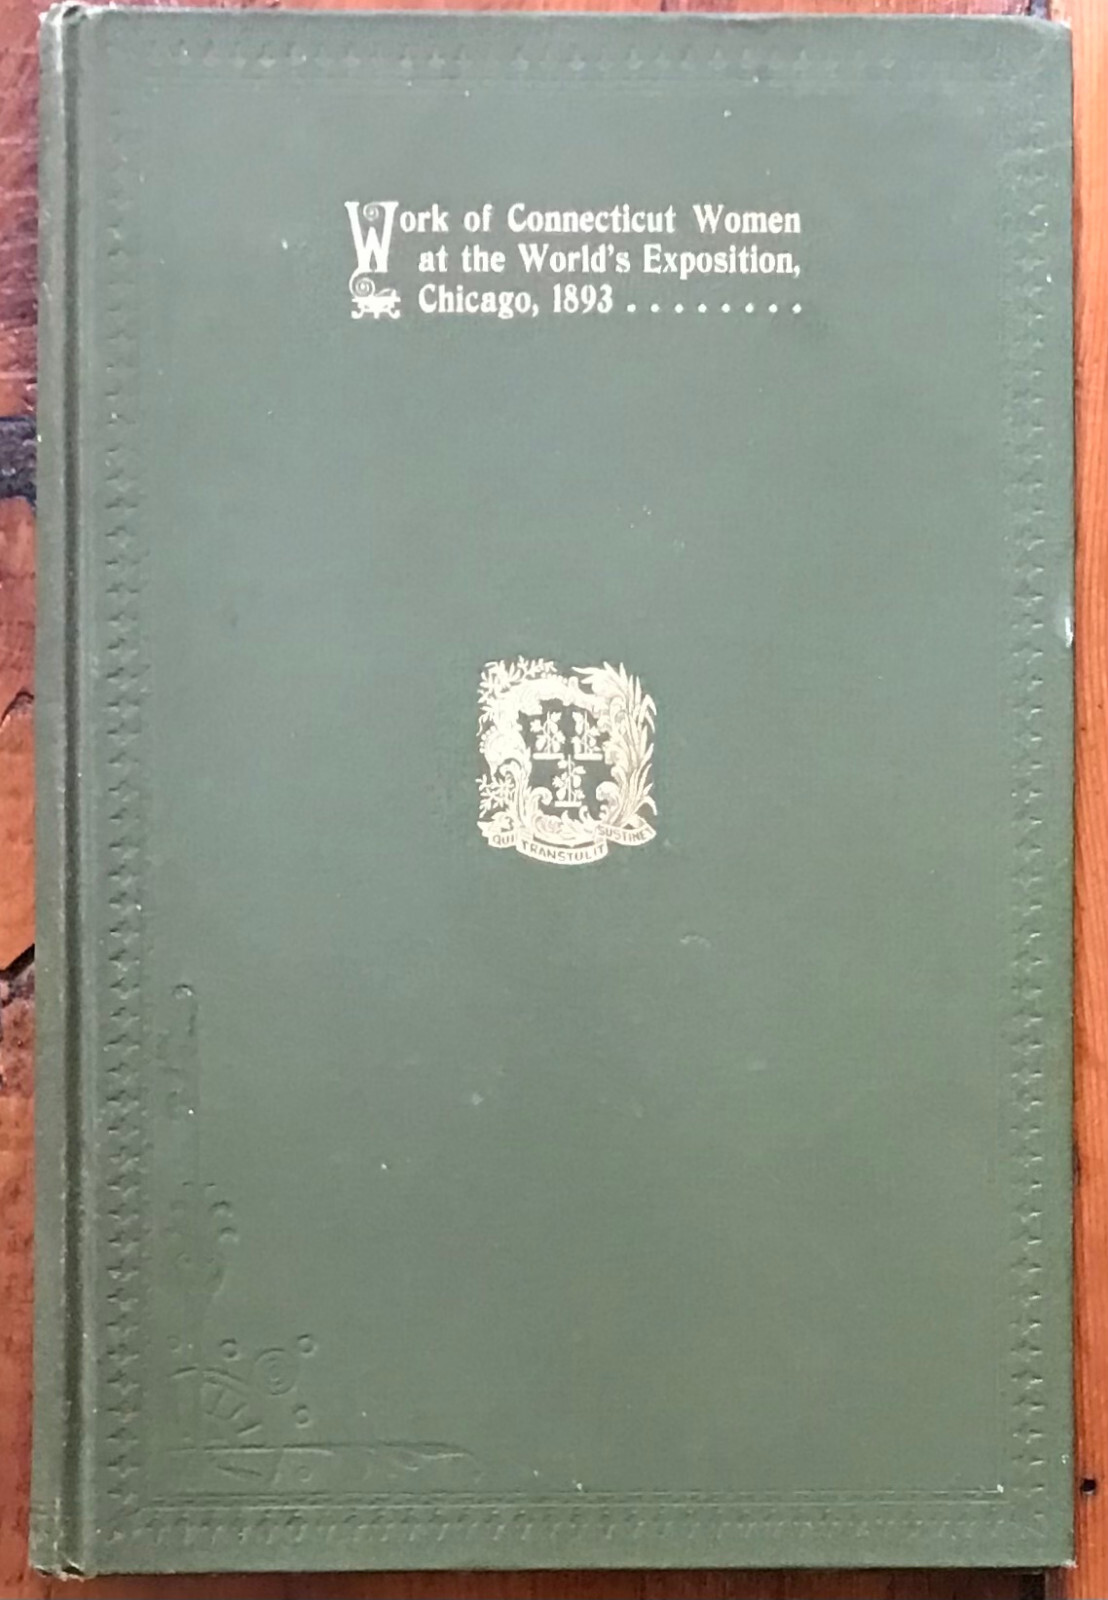 Work of Connecticut Women
at the World's Exposition,
Chicago, 1893 . . . . . . . .
QUI TRANSTULIT SUSTINET